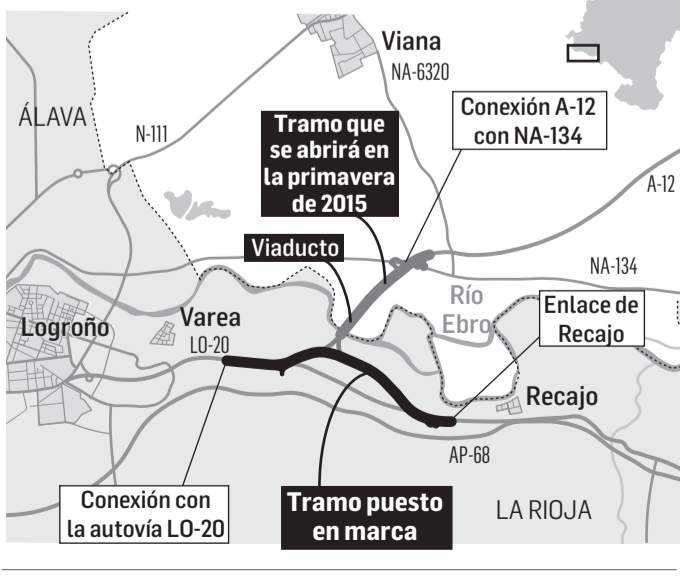 Viana
NA-6320
ÁLAVA
N-111
Conexión A-12
con NA-134
Tramo que
se abrirá en
la primavera
de 2015
A-12
Viaducto
NA-134
Río
Ebro
Enlace de
Recajo
Logroño
Varea
LO-20
Recajo
AP-68
Conexión con
la autovía LO-20
Tramo puesto
en marca
LA RIOJA